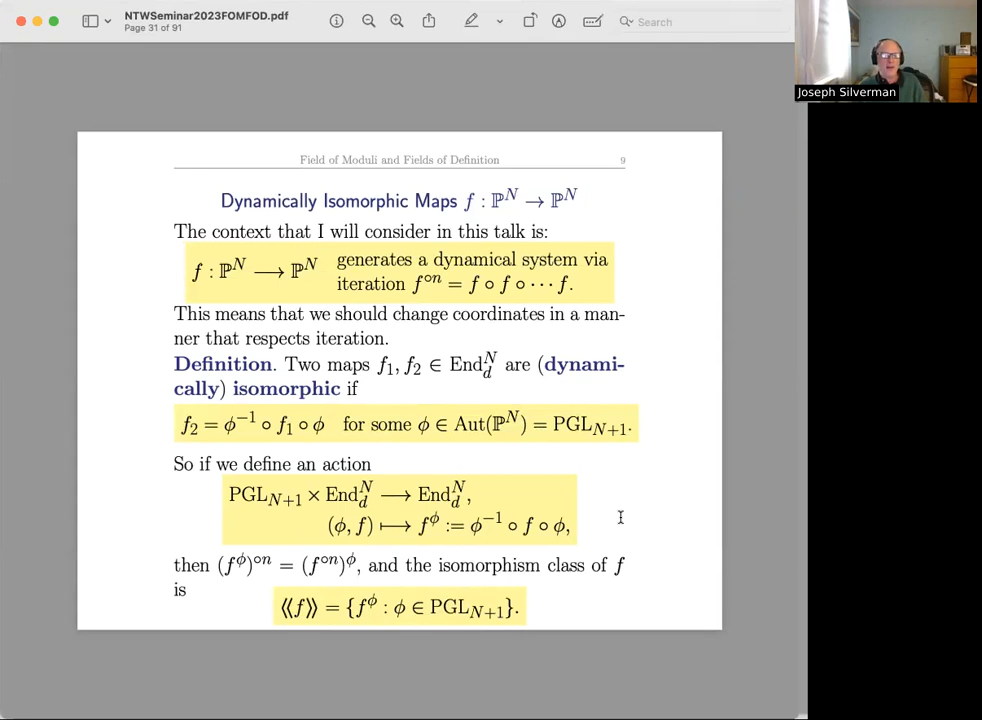 NTWSeminar2023FOMFOD.pdf
Page 31 of 91
Search
Joseph Silverman
Field of Moduli and Fields of Definition 9
Dynamically Isomorphic Maps f : ℙ^N → ℙ^N
The context that I will consider in this talk is:
f : ℙ^N ⟶ ℙ^N generates a dynamical system via
iteration f^{∘n} = f ∘ f ∘ ⋯ f.
This means that we should change coordinates in a man-
ner that respects iteration.
Definition. Two maps f₁, f₂ ∈ End_d^N are (dynami-
cally) isomorphic if
f₂ = φ^{−1} ∘ f₁ ∘ φ for some φ ∈ Aut(ℙ^N) = PGL_{N+1}.
So if we define an action
PGL_{N+1} × End_d^N ⟶ End_d^N,
(φ, f) ⟼ f^φ := φ^{−1} ∘ f ∘ φ,
then (f^φ)^{∘n} = (f^{∘n})^φ, and the isomorphism class of f
is
⟪f⟫ = {f^φ : φ ∈ PGL_{N+1}}.